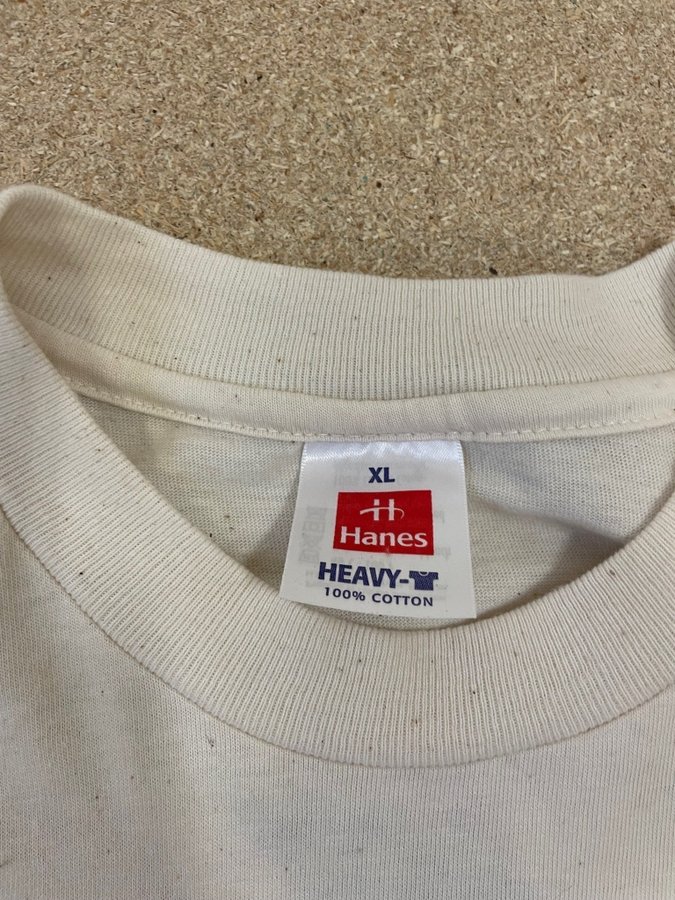 XL
Hanes
HEAVY-
100% COTTON